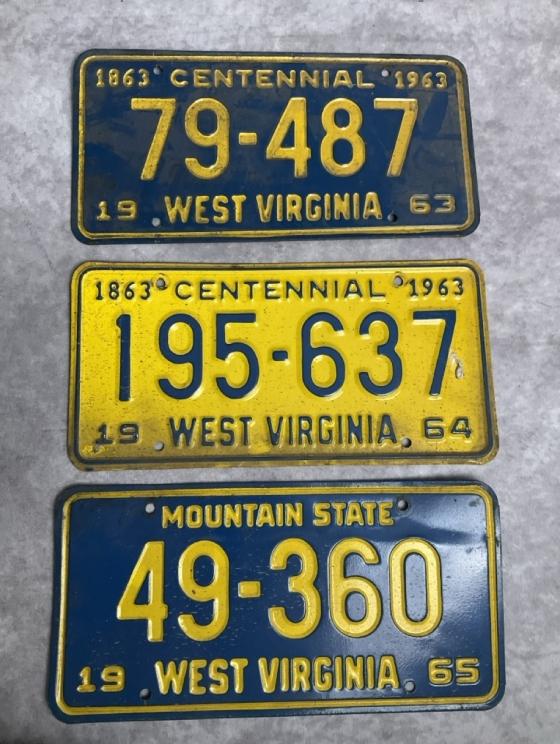 1863 CENTENNIAL 1963
79-487
19 WEST VIRGINIA 63
1863 CENTENNIAL 1963
195-637
19 WEST VIRGINIA 64
MOUNTAIN STATE
49-360
19 WEST VIRGINIA 65